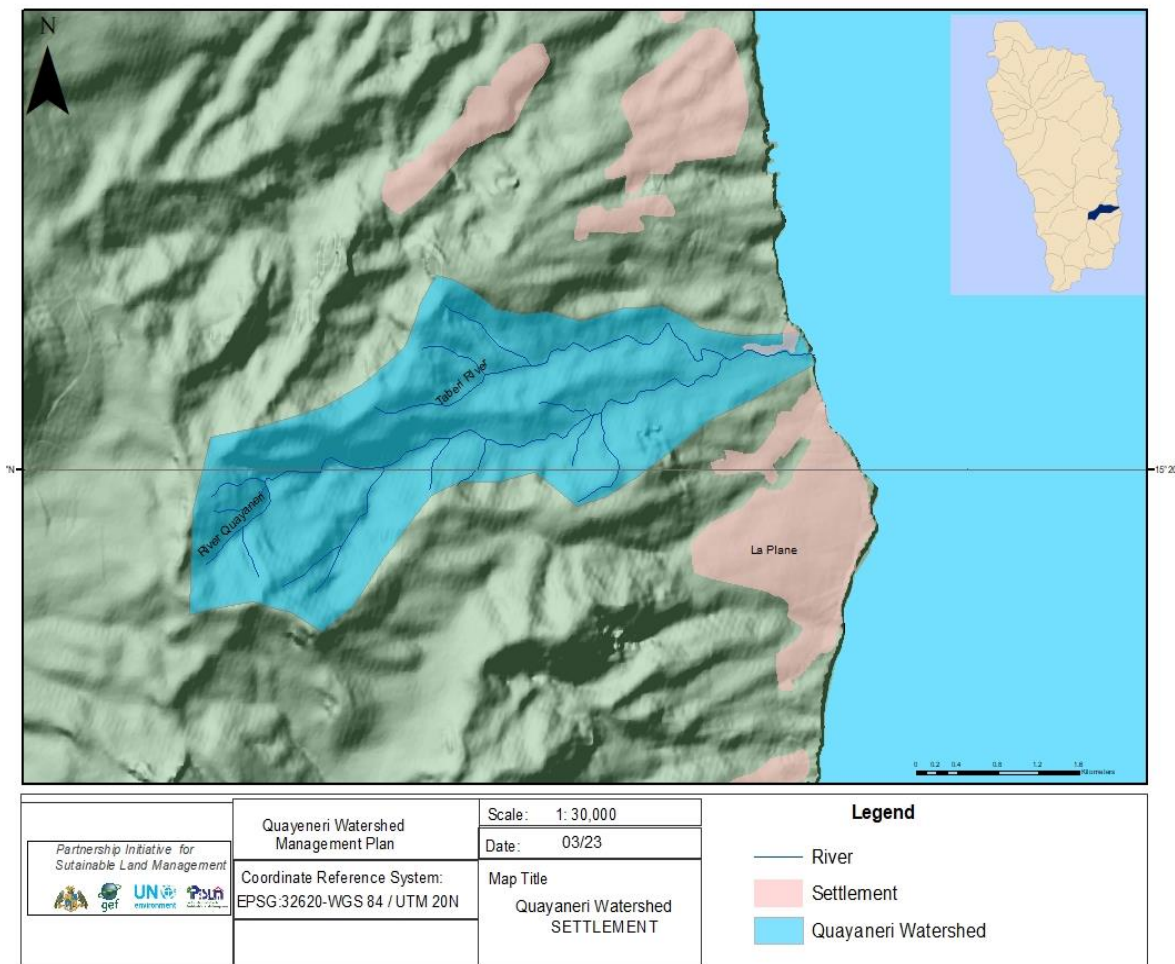 N
Taberi River
River Quayaneri
°N
15°20
La Plane
0 0.2 0.4 0.8 1.2 1.6
Kilometers
Partnership Initiative for
Sutainable Land Management
gef
UN
environment
PISLM
Quayeneri Watershed
Management Plan
Coordinate Reference System:
EPSG:32620-WGS 84 / UTM 20N
Scale: 1: 30,000
Date: 03/23
Map Title
Quayaneri Watershed
SETTLEMENT
Legend
River
Settlement
Quayaneri Watershed